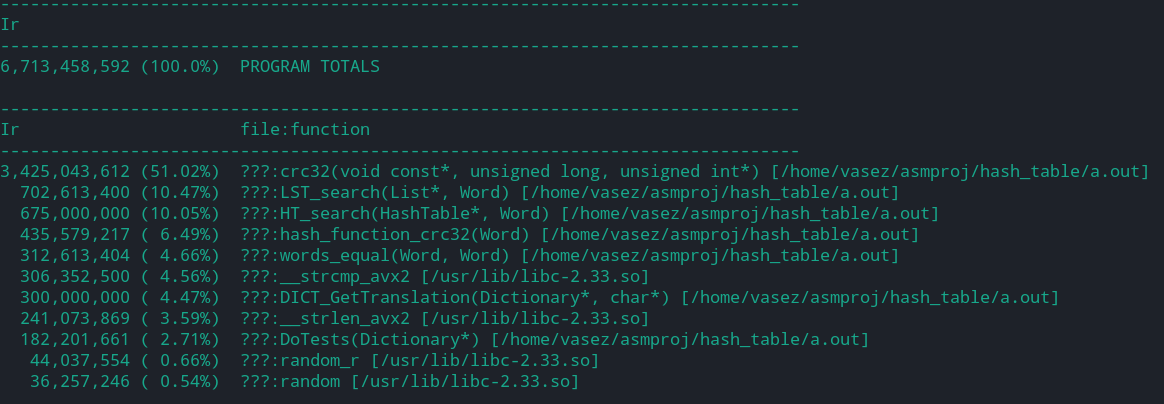 --------------------------------------------------------------------------------
Ir
--------------------------------------------------------------------------------
6,713,458,592 (100.0%)  PROGRAM TOTALS

--------------------------------------------------------------------------------
Ir                      file:function
--------------------------------------------------------------------------------
3,425,043,612 (51.02%)  ???:crc32(void const*, unsigned long, unsigned int*) [/home/vasez/asmproj/hash_table/a.out]
  702,613,400 (10.47%)  ???:LST_search(List*, Word) [/home/vasez/asmproj/hash_table/a.out]
  675,000,000 (10.05%)  ???:HT_search(HashTable*, Word) [/home/vasez/asmproj/hash_table/a.out]
  435,579,217 ( 6.49%)  ???:hash_function_crc32(Word) [/home/vasez/asmproj/hash_table/a.out]
  312,613,404 ( 4.66%)  ???:words_equal(Word, Word) [/home/vasez/asmproj/hash_table/a.out]
  306,352,500 ( 4.56%)  ???:__strcmp_avx2 [/usr/lib/libc-2.33.so]
  300,000,000 ( 4.47%)  ???:DICT_GetTranslation(Dictionary*, char*) [/home/vasez/asmproj/hash_table/a.out]
  241,073,869 ( 3.59%)  ???:__strlen_avx2 [/usr/lib/libc-2.33.so]
  182,201,661 ( 2.71%)  ???:DoTests(Dictionary*) [/home/vasez/asmproj/hash_table/a.out]
   44,037,554 ( 0.66%)  ???:random_r [/usr/lib/libc-2.33.so]
   36,257,246 ( 0.54%)  ???:random [/usr/lib/libc-2.33.so]